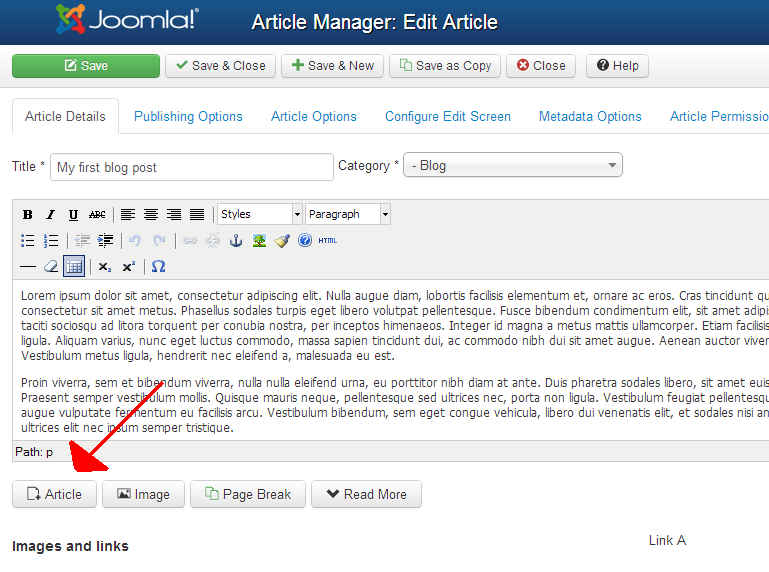 Joomla!® Article Manager: Edit Article
Save Save & Close Save & New Save as Copy Close Help
Article Details Publishing Options Article Options Configure Edit Screen Metadata Options Article Permissio
Title * My first blog post Category * - Blog
B I U ABC Styles Paragraph
HTML
x₂ x² Ω
Lorem ipsum dolor sit amet, consectetur adipiscing elit. Nulla augue diam, lobortis facilisis elementum et, ornare ac eros. Cras tincidunt qu
consectetur sit amet metus. Phasellus sodales turpis eget libero volutpat pellentesque. Fusce bibendum condimentum elit, sit amet adipi
taciti sociosqu ad litora torquent per conubia nostra, per inceptos himenaeos. Integer id magna a metus mattis ullamcorper. Etiam facilisis
ligula. Aliquam varius, nunc eget luctus commodo, massa sapien tincidunt dui, ac commodo nibh dui sit amet augue. Aenean auctor viver
Vestibulum metus ligula, hendrerit nec eleifend a, malesuada eu est.
Proin viverra, sem et bibendum viverra, nulla nulla eleifend urna, eu porttitor nibh diam at ante. Duis pharetra sodales libero, sit amet euis
Praesent semper vestibulum mollis. Quisque mauris neque, pellentesque sed ultrices nec, porta non ligula. Vestibulum feugiat pellentesqu
augue vulputate fermentum eu facilisis arcu. Vestibulum bibendum, sem eget congue vehicula, libero dui venenatis elit, et sodales nisi an
ultrices elit nec ipsum semper tristique.
Path: p
Article Image Page Break Read More
Images and links Link A